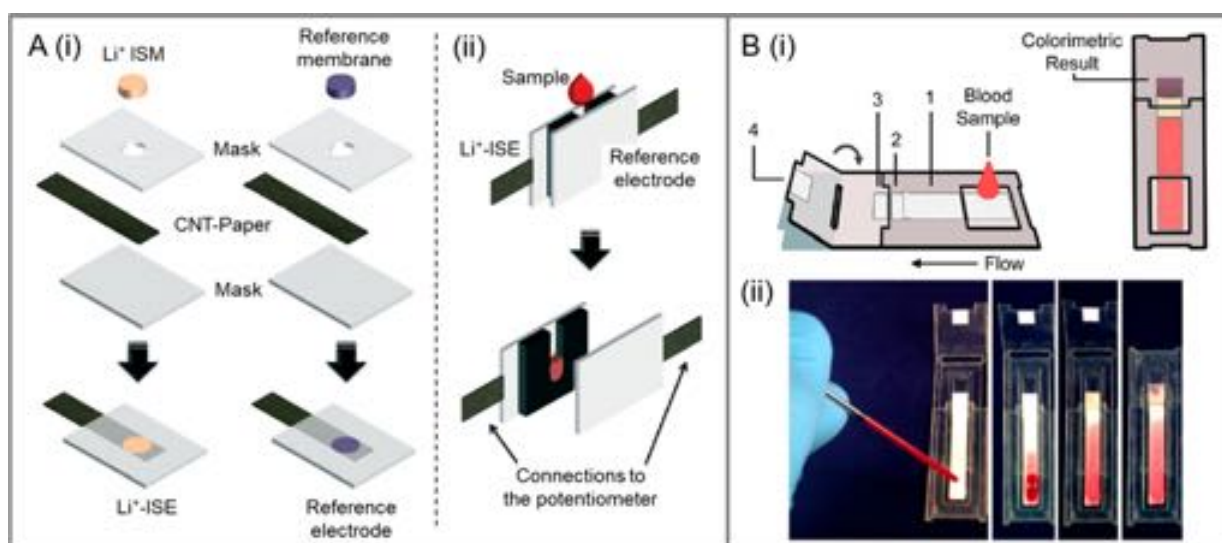 A (i)
Li⁺ ISM
Reference
membrane
Mask
CNT-Paper
Mask
Li⁺-ISE
Reference
electrode
(ii)
Sample
Li⁺-ISE
Reference
electrode
Connections to
the potentiometer
B (i)
Colorimetric
Result
3
1
Blood
Sample
4
2
Flow
(ii)